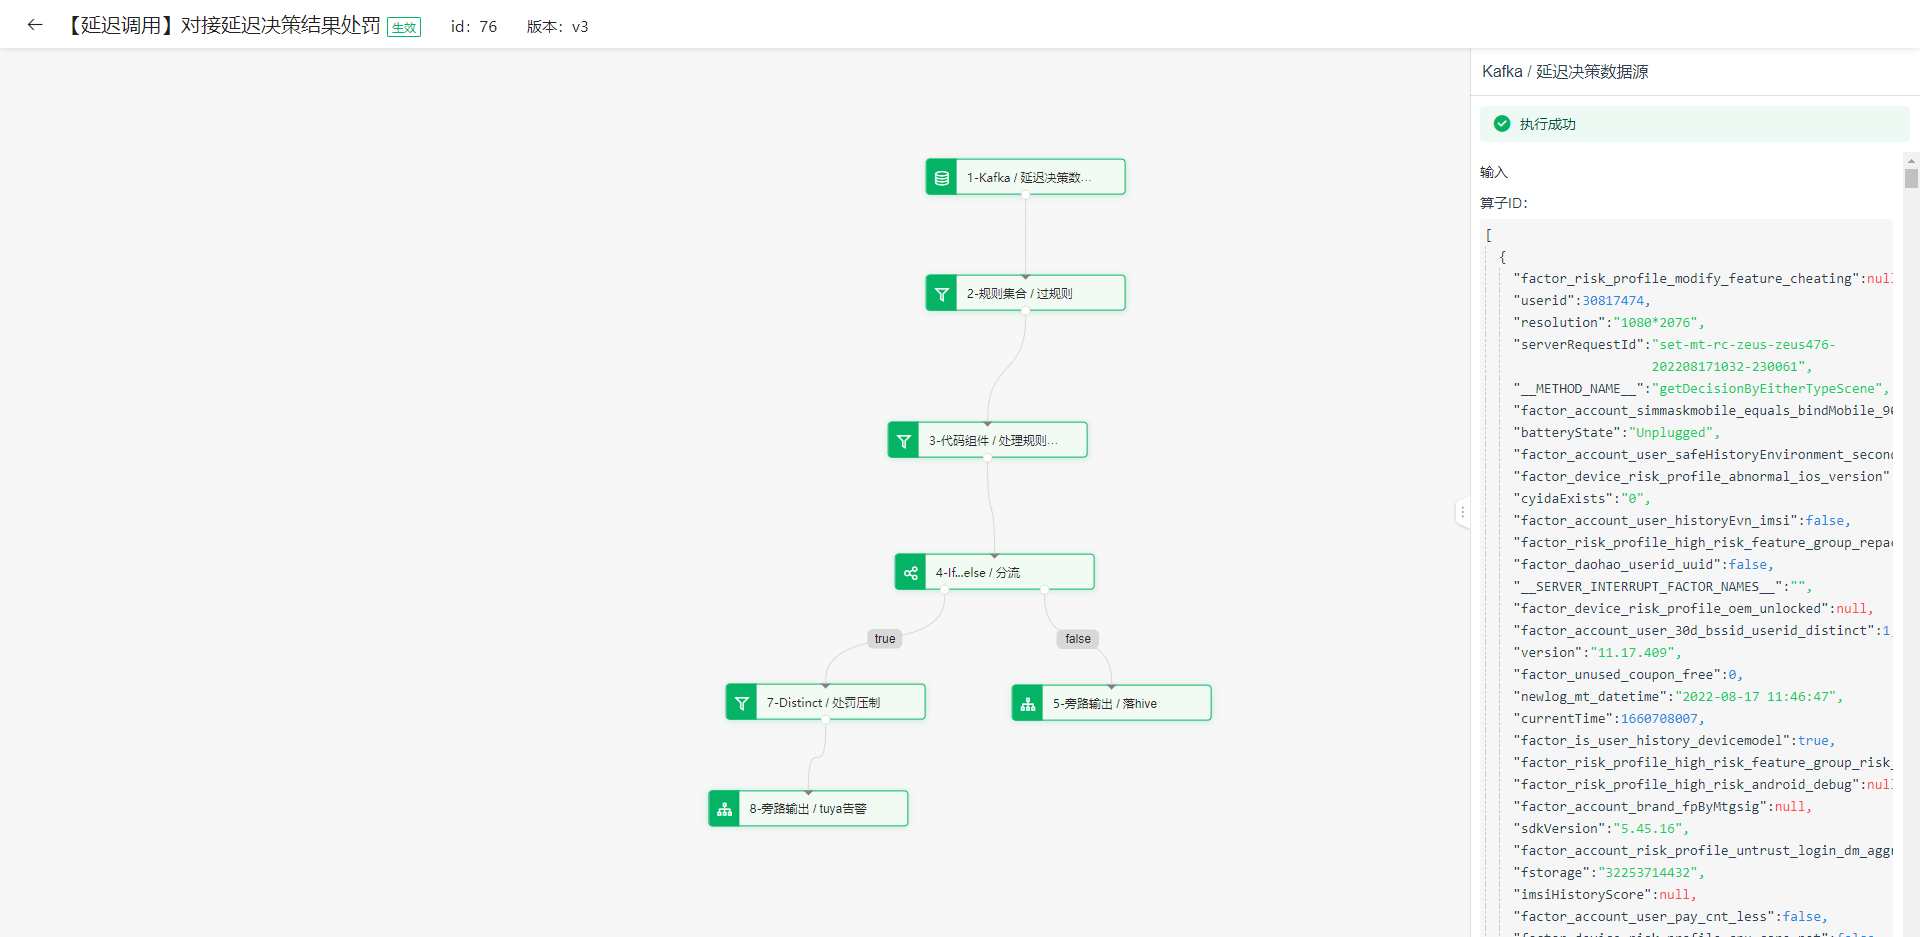 【延迟调用】对接延迟决策结果处罚 生效 id：76 版本：v3
1-Kafka / 延迟决策数...
2-规则集合 / 过规则
3-代码组件 / 处理规则...
4-If...else / 分流
true
false
7-Distinct / 处罚压制
5-旁路输出 / 落hive
8-旁路输出 / tuya告警
Kafka / 延迟决策数据源
执行成功
输入
算子ID：
[
{
"factor_risk_profile_modify_feature_cheating":null
"userid":30817474,
"resolution":"1080*2076",
"serverRequestId":"set-mt-rc-zeus-zeus476-
202208171032-230061",
"__METHOD_NAME__":"getDecisionByEitherTypeScene",
"factor_account_simmaskmobile_equals_bindMobile_90
"batteryState":"Unplugged",
"factor_account_user_safeHistoryEnvironment_second
"factor_device_risk_profile_abnormal_ios_version"
"cyidaExists":"0",
"factor_account_user_historyEvn_imsi":false,
"factor_risk_profile_high_risk_feature_group_repac
"factor_daohao_userid_uuid":false,
"__SERVER_INTERRUPT_FACTOR_NAMES__":"",
"factor_device_risk_profile_oem_unlocked":null,
"factor_account_user_30d_bssid_userid_distinct":1,
"version":"11.17.409",
"factor_unused_coupon_free":0,
"newlog_mt_datetime":"2022-08-17 11:46:47",
"currentTime":1660708007,
"factor_is_user_history_devicemodel":true,
"factor_risk_profile_high_risk_feature_group_risk_
"factor_risk_profile_high_risk_android_debug":null
"factor_account_brand_fpByMtgsig":null,
"sdkVersion":"5.45.16",
"factor_account_risk_profile_untrust_login_dm_aggr
"fstorage":"32253714432",
"imsiHistoryScore":null,
"factor_account_user_pay_cnt_less":false,